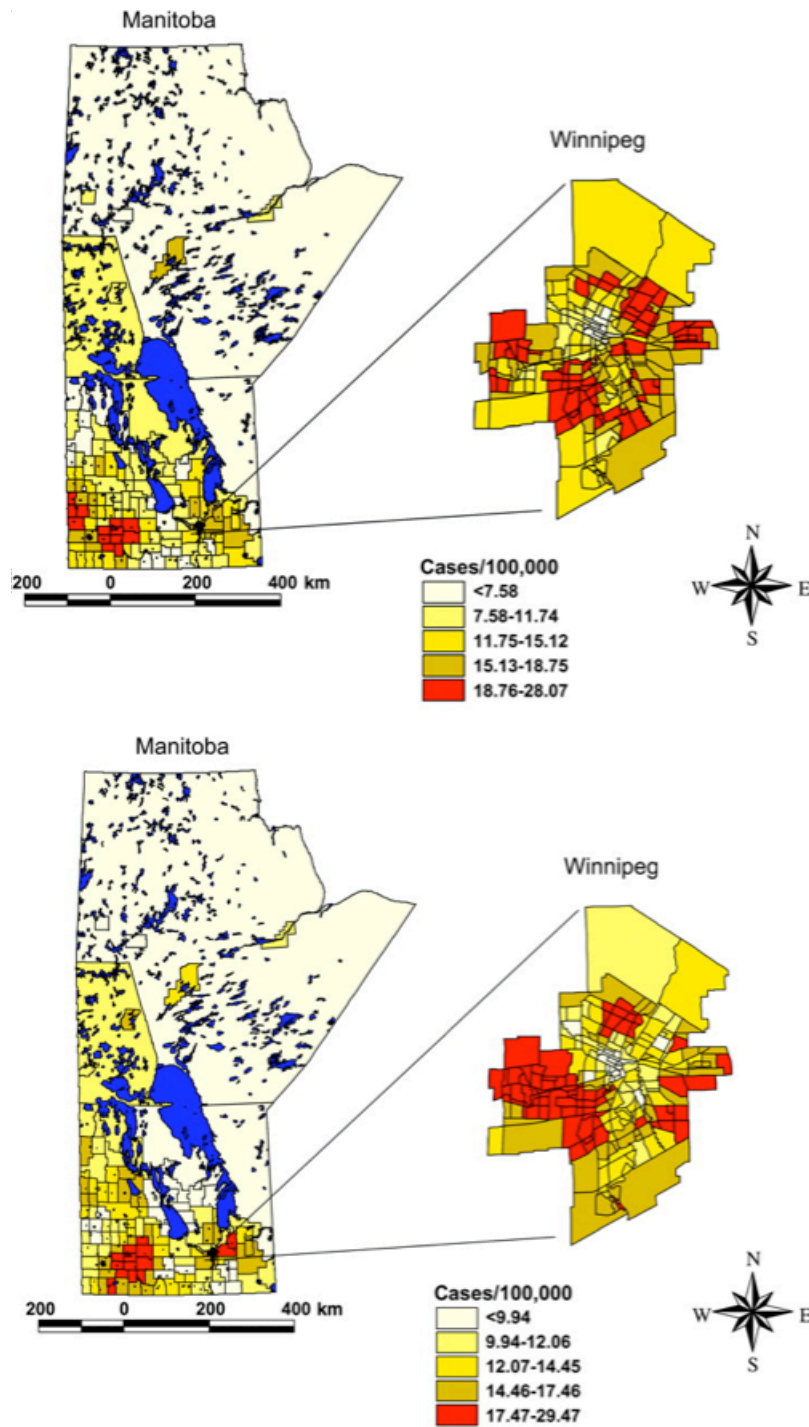 Manitoba
Winnipeg
Cases/100,000
<7.58
7.58-11.74
11.75-15.12
15.13-18.75
18.76-28.07
200 0 200 400 km
N
W E
S
Manitoba
Winnipeg
Cases/100,000
<9.94
9.94-12.06
12.07-14.45
14.46-17.46
17.47-29.47
200 0 200 400 km
N
W E
S